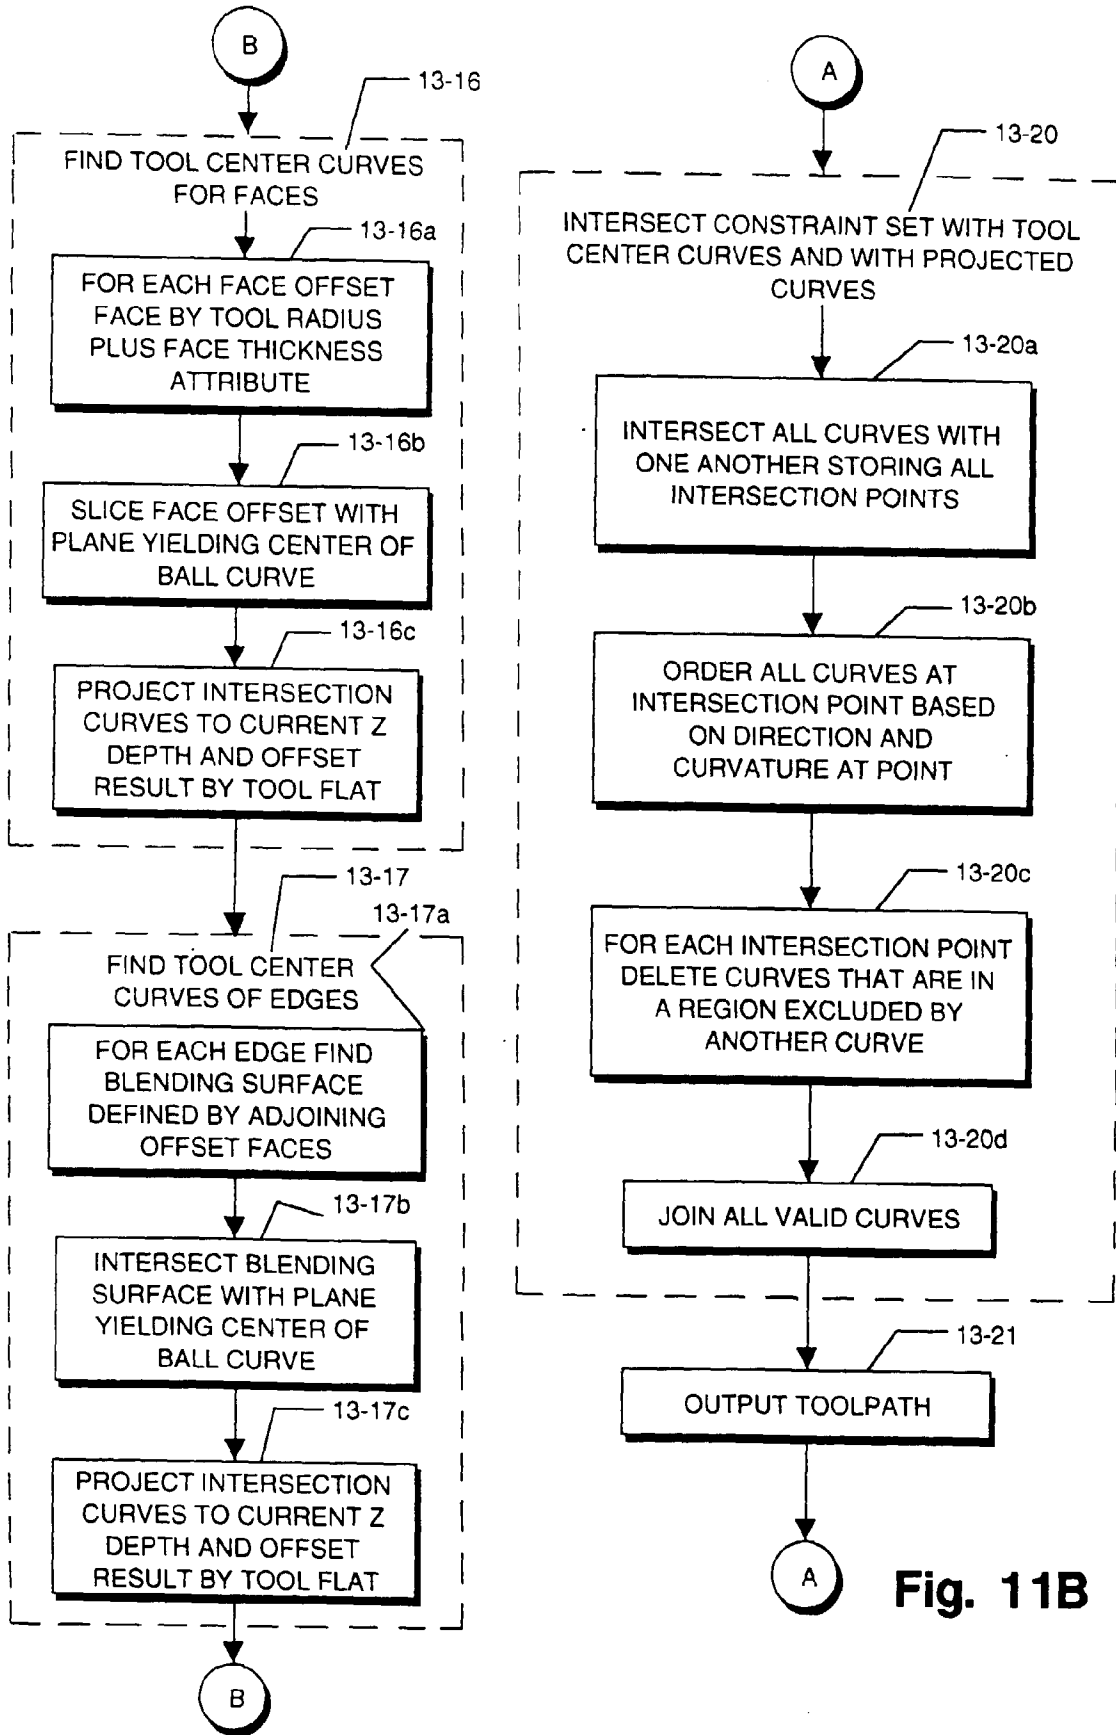 B
13-16
FIND TOOL CENTER CURVES
FOR FACES
13-16a
FOR EACH FACE OFFSET
FACE BY TOOL RADIUS
PLUS FACE THICKNESS
ATTRIBUTE
13-16b
SLICE FACE OFFSET WITH
PLANE YIELDING CENTER OF
BALL CURVE
13-16c
PROJECT INTERSECTION
CURVES TO CURRENT Z
DEPTH AND OFFSET
RESULT BY TOOL FLAT
13-17
13-17a
FIND TOOL CENTER
CURVES OF EDGES
FOR EACH EDGE FIND
BLENDING SURFACE
DEFINED BY ADJOINING
OFFSET FACES
13-17b
INTERSECT BLENDING
SURFACE WITH PLANE
YIELDING CENTER OF
BALL CURVE
13-17c
PROJECT INTERSECTION
CURVES TO CURRENT Z
DEPTH AND OFFSET
RESULT BY TOOL FLAT
B
A
13-20
INTERSECT CONSTRAINT SET WITH TOOL
CENTER CURVES AND WITH PROJECTED
CURVES
13-20a
INTERSECT ALL CURVES WITH
ONE ANOTHER STORING ALL
INTERSECTION POINTS
13-20b
ORDER ALL CURVES AT
INTERSECTION POINT BASED
ON DIRECTION AND
CURVATURE AT POINT
13-20c
FOR EACH INTERSECTION POINT
DELETE CURVES THAT ARE IN
A REGION EXCLUDED BY
ANOTHER CURVE
13-20d
JOIN ALL VALID CURVES
13-21
OUTPUT TOOLPATH
A
Fig. 11B